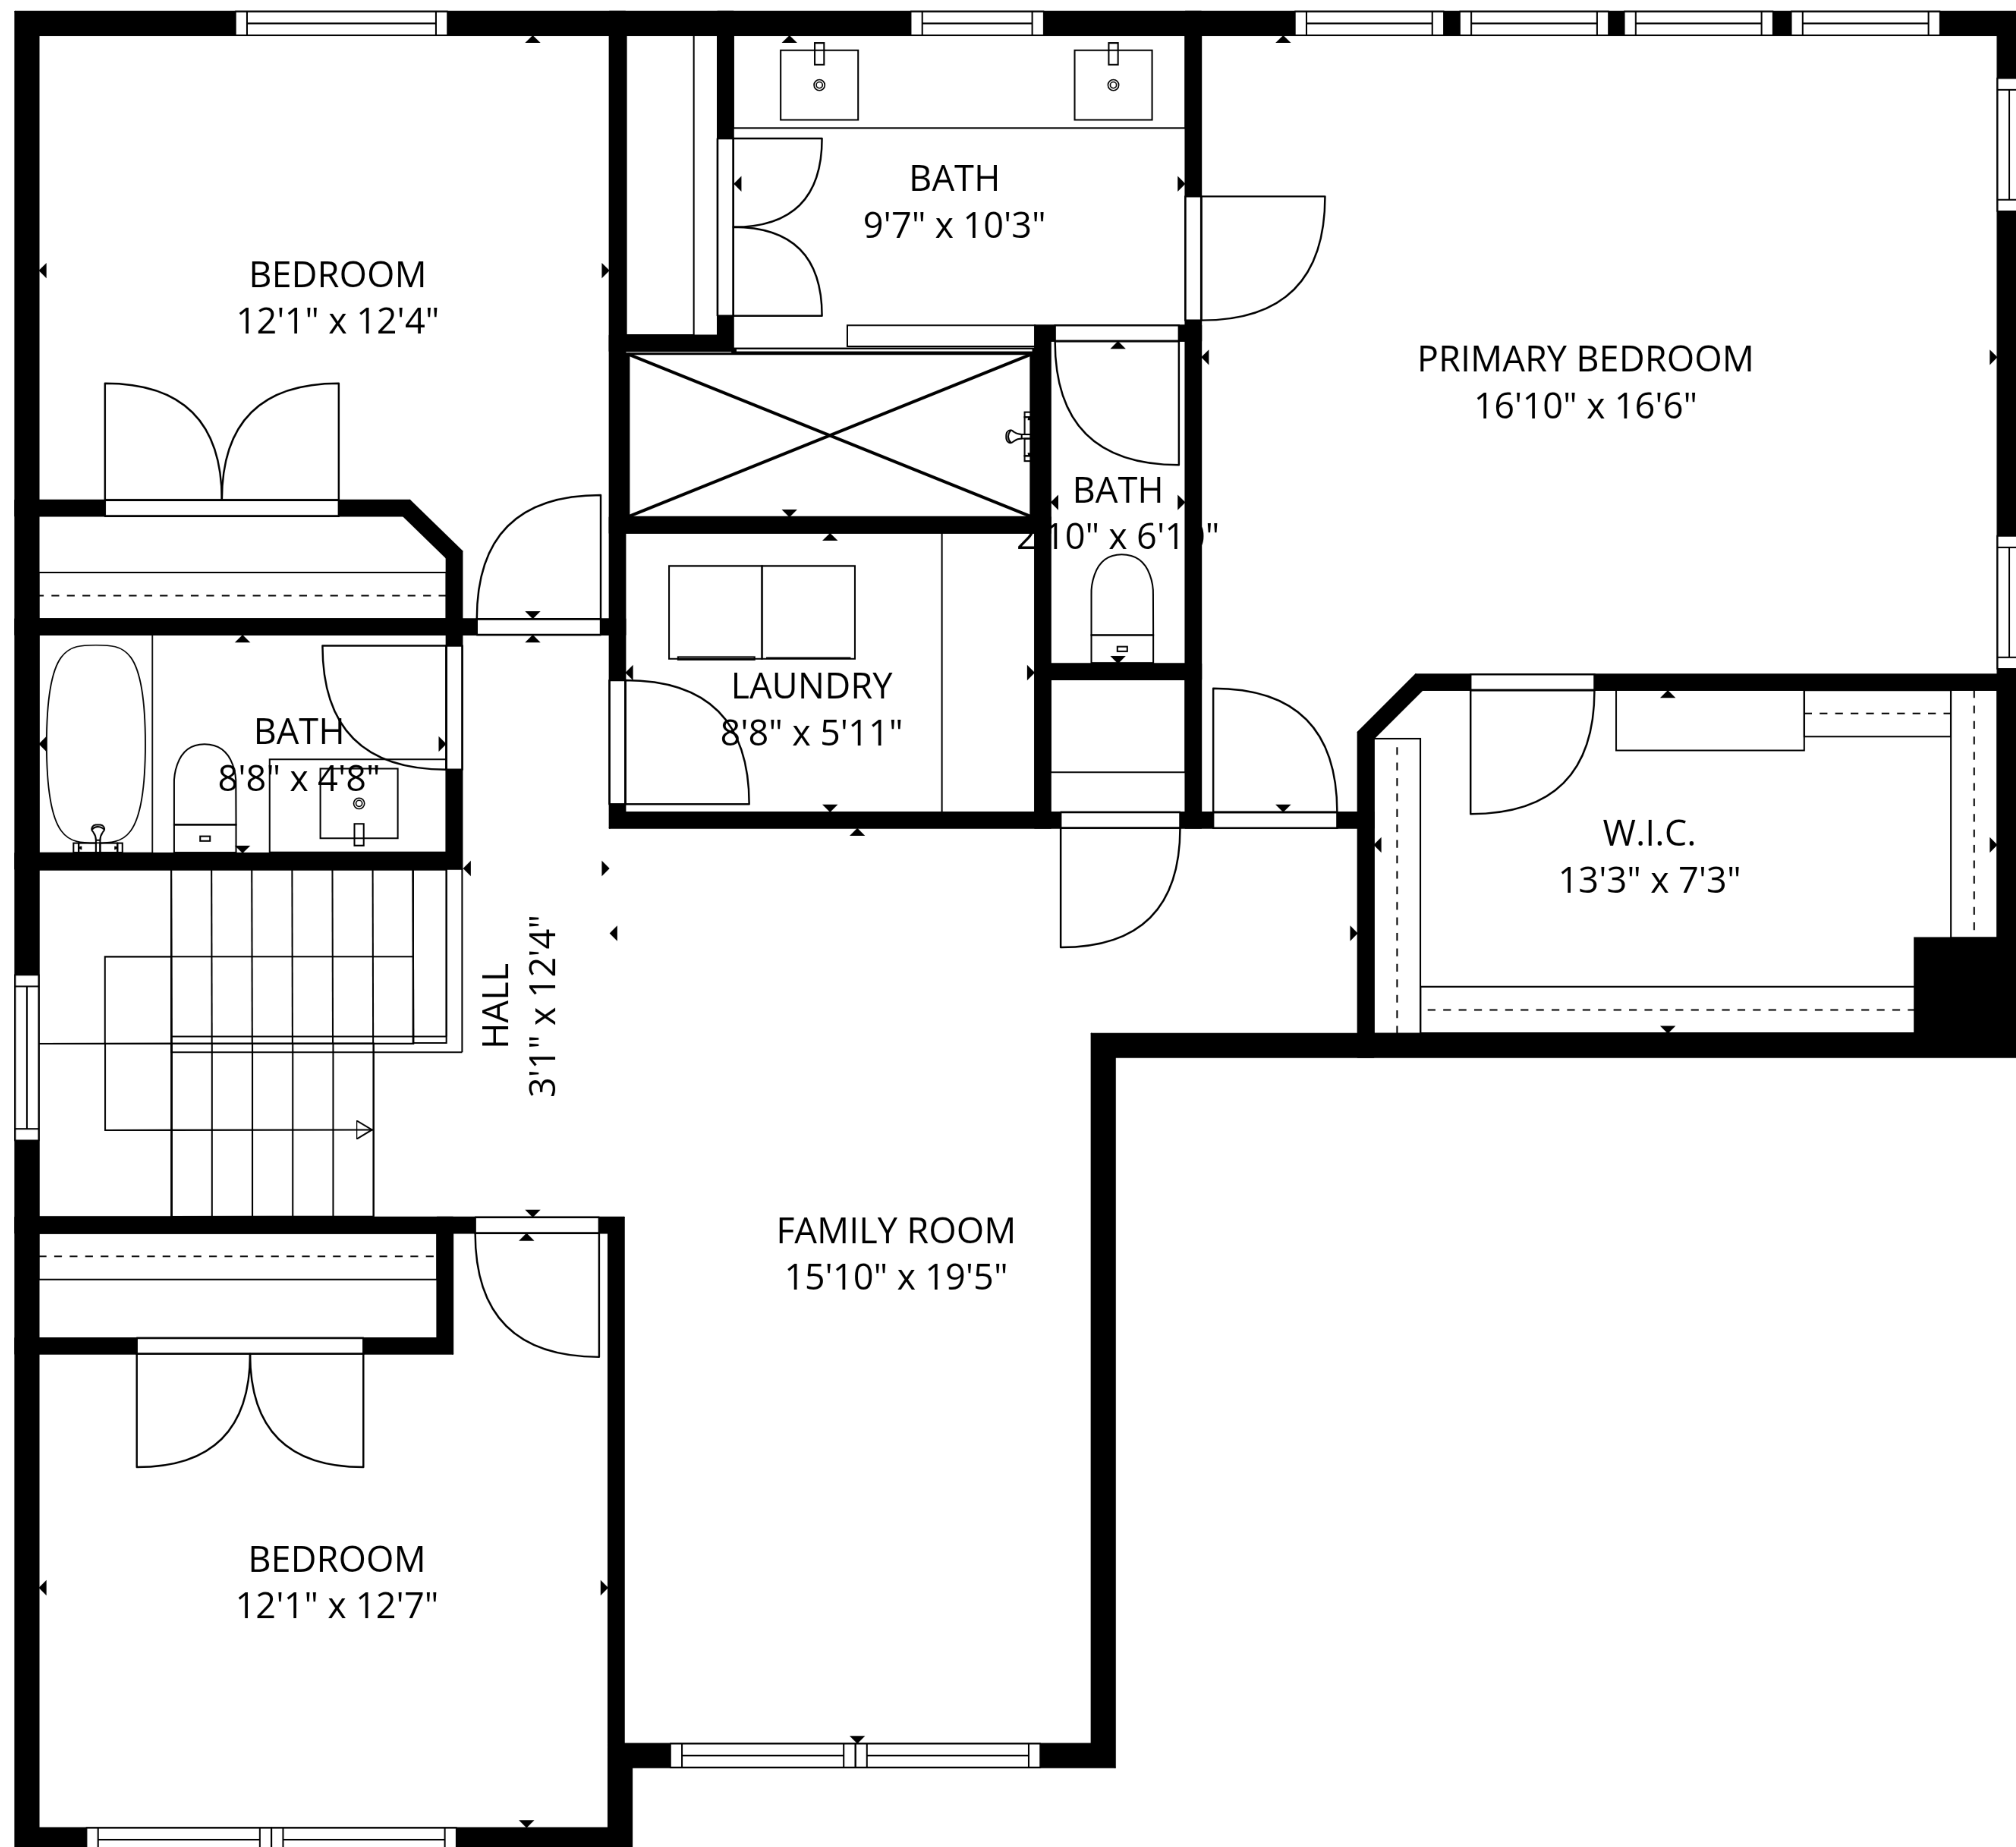 BATH
9'7" x 10'3"
BEDROOM
12'1" x 12'4"
PRIMARY BEDROOM
16'10" x 16'6"
BATH
LAUNDRY
8'8" x 5'11"
BATH
8'8" x 4'8"
W.I.C.
13'3" x 7'3"
HALL
3'1" x 12'4"
FAMILY ROOM
15'10" x 19'5"
BEDROOM
12'1" x 12'7"